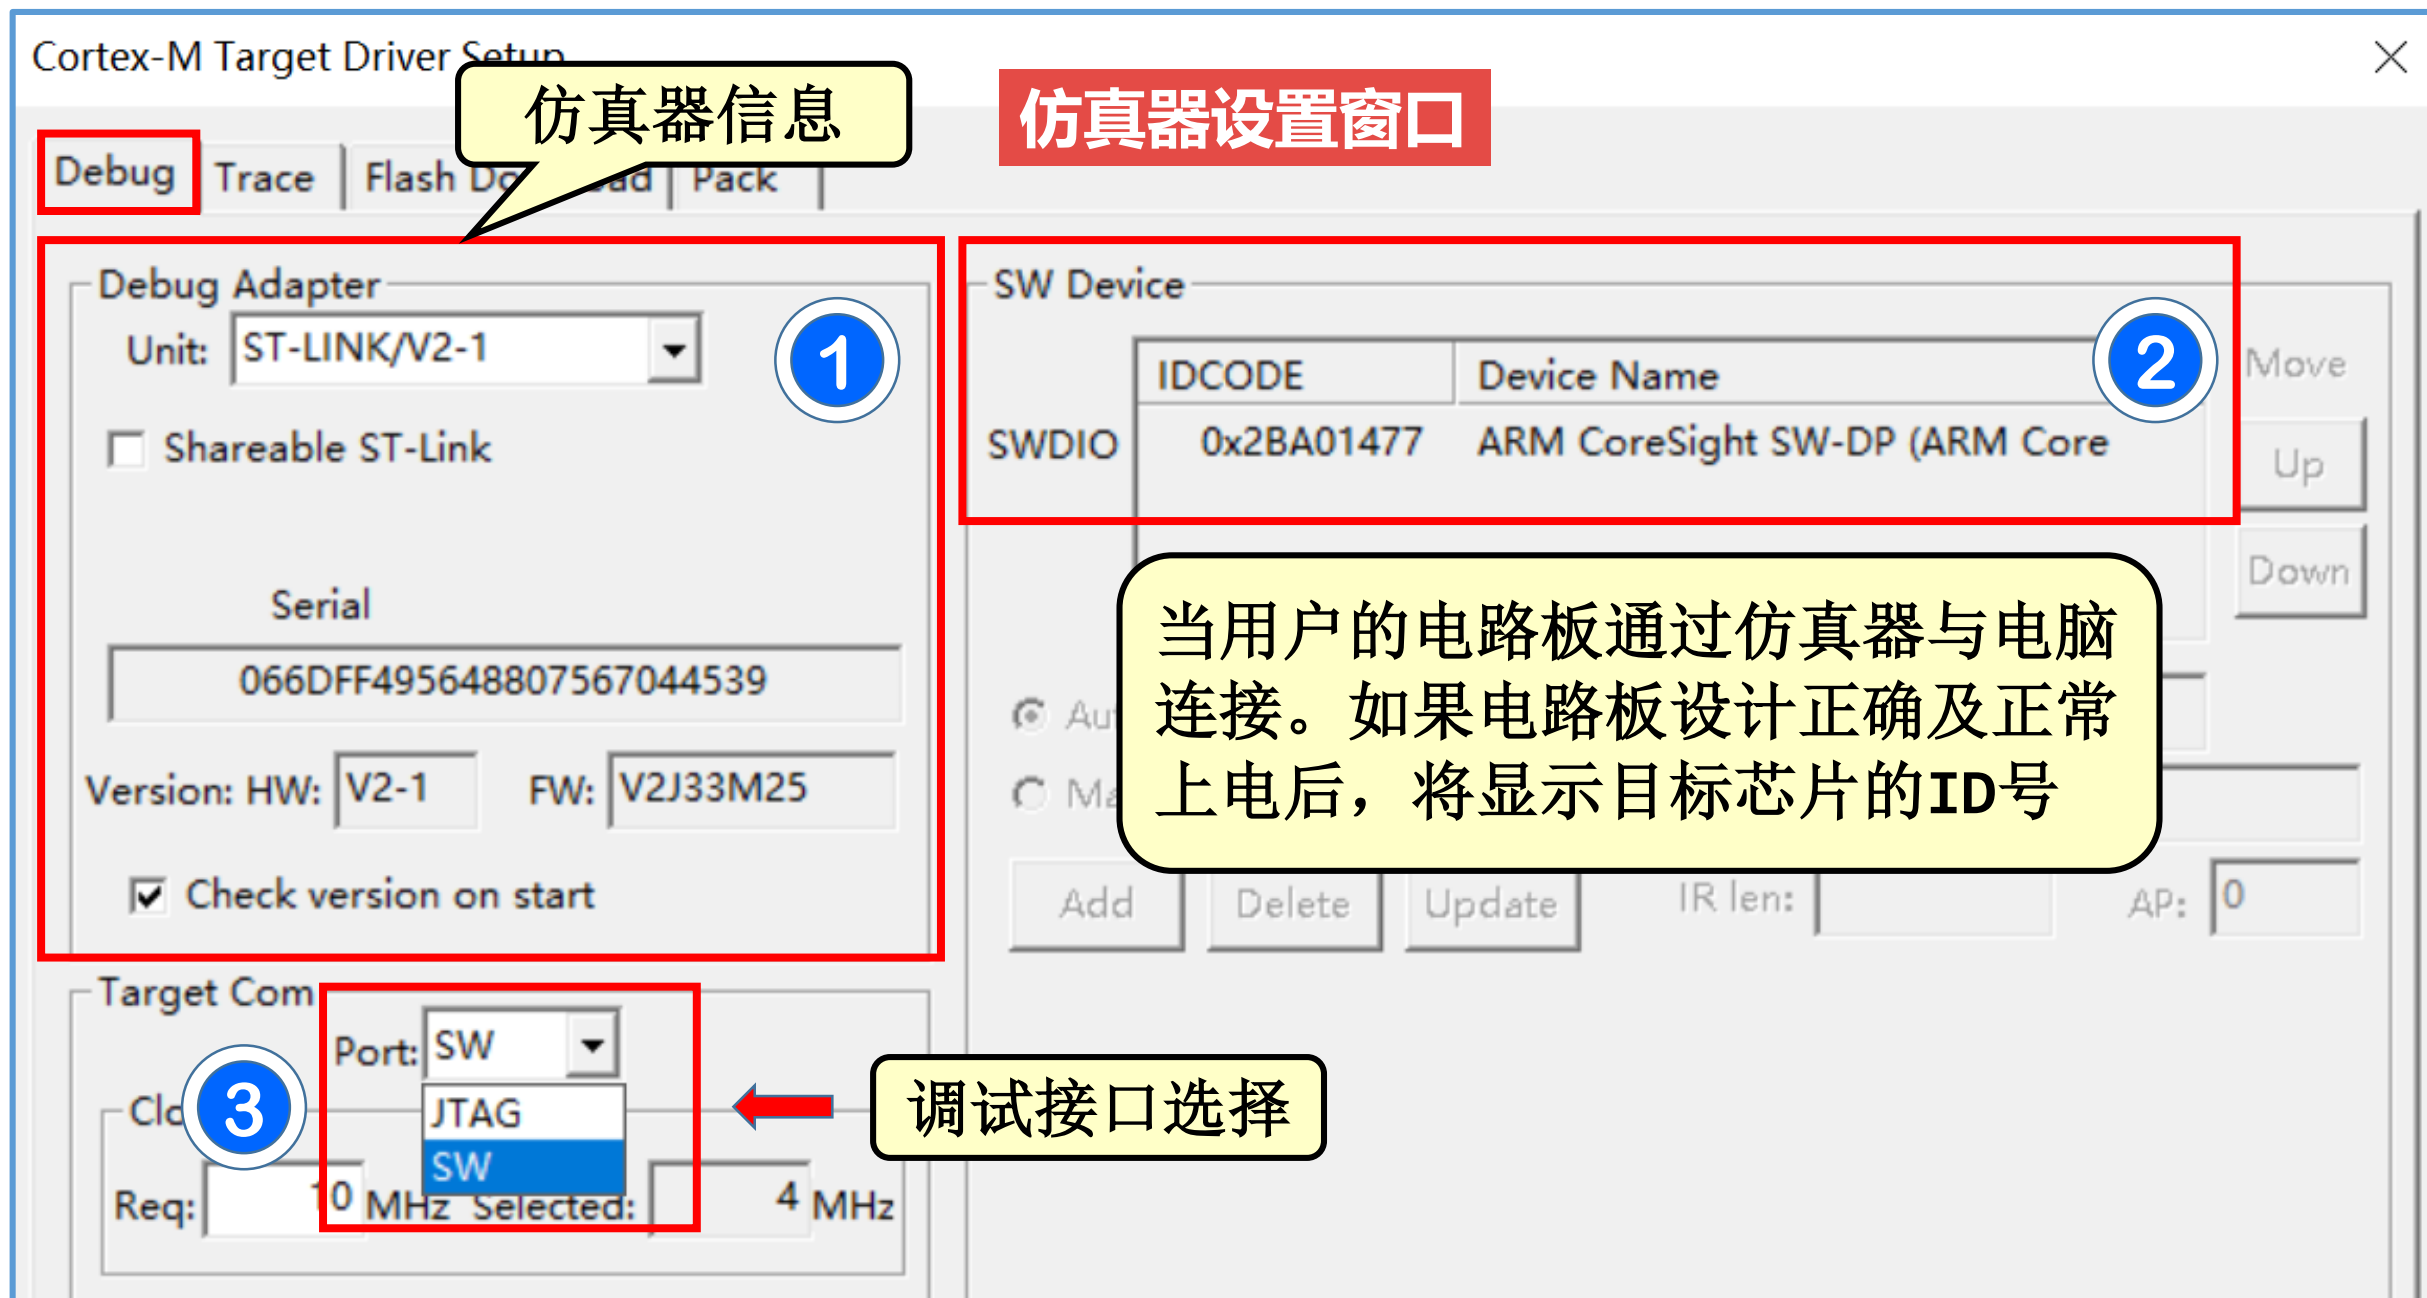 Cortex-M Target Driver Setup
仿真器信息
仿真器设置窗口
Debug
Trace
Flash Do
ad
Pack
Debug Adapter
Unit: ST-LINK/V2-1
1
Shareable ST-Link
Serial
066DFF495648807567044539
Version: HW: V2-1 FW: V2J33M25
Check version on start
SW Device
2
IDCODE Device Name
Move
SWDIO 0x2BA01477 ARM CoreSight SW-DP (ARM Core
Up
Down
当用户的电路板通过仿真器与电脑
连接。如果电路板设计正确及正常
上电后，将显示目标芯片的ID号
Add Delete Update IR len: AP: 0
Target Com
Port: SW
JTAG
SW
3
调试接口选择
Req: 10 MHz Selected: 4 MHz